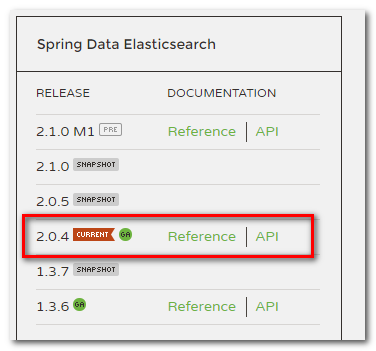 Spring Data Elasticsearch
RELEASE DOCUMENTATION
2.1.0 M1 PRE Reference API
2.1.0 SNAPSHOT
2.0.5 SNAPSHOT
2.0.4 CURRENT GA Reference API
1.3.7 SNAPSHOT
1.3.6 GA Reference API